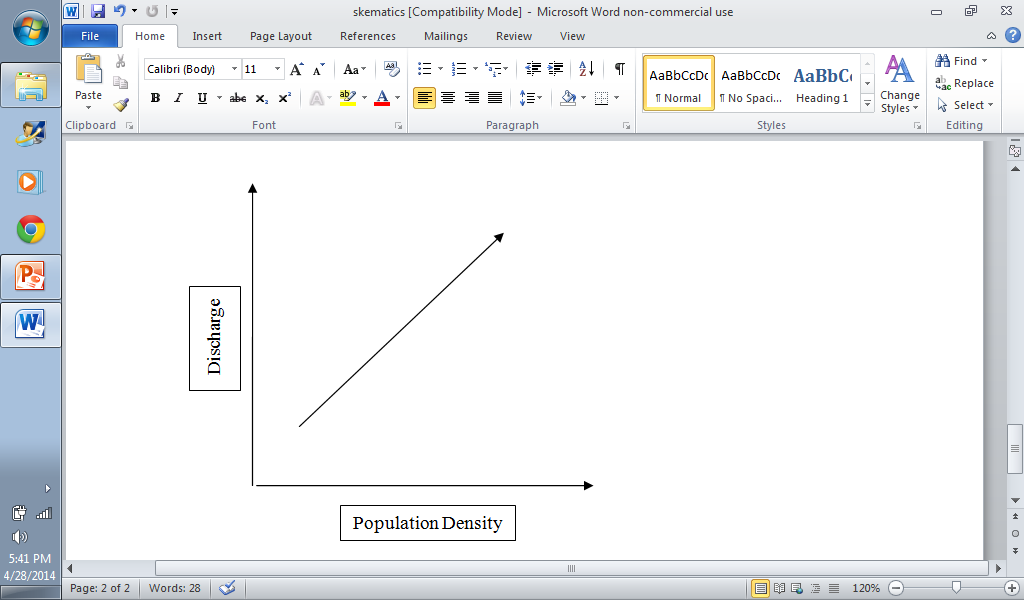 skematics [Compatibility Mode] - Microsoft Word non-commercial use
File Home Insert Page Layout References Mailings Review View
Paste
Clipboard
Calibri (Body) 11
Font
Paragraph
AaBbCcDc AaBbCcDc AaBbC
¶ Normal ¶ No Spaci... Heading 1
Change
Styles
Styles
Find
Replace
Select
Editing
Discharge
Population Density
5:41 PM
4/28/2014
Page: 2 of 2 Words: 28 120%